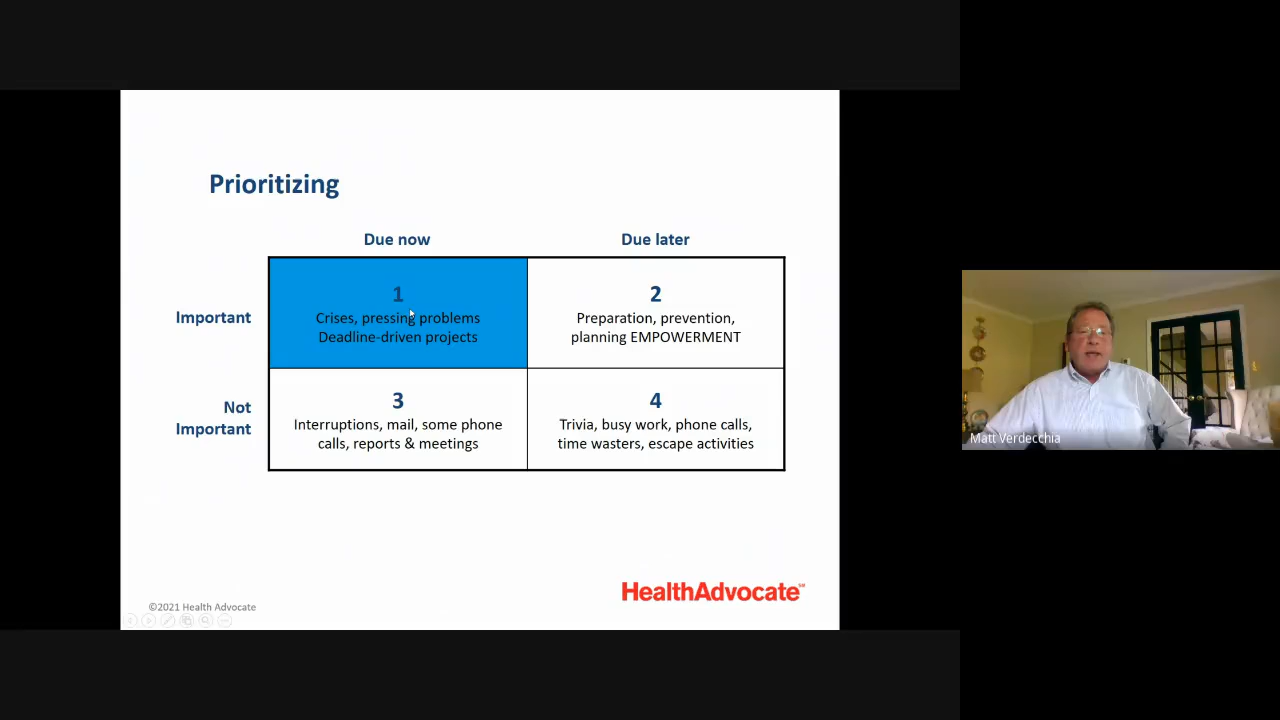 Prioritizing
Due now
Due later
Important
1
Crises, pressing problems
Deadline-driven projects
2
Preparation, prevention,
planning EMPOWERMENT
Not
Important
3
Interruptions, mail, some phone
calls, reports & meetings
4
Trivia, busy work, phone calls,
time wasters, escape activities
Matt Verdecchia
HealthAdvocate℠
©2021 Health Advocate